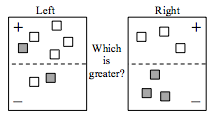 Left
Right
+
Which
is
greater?
−
+
−